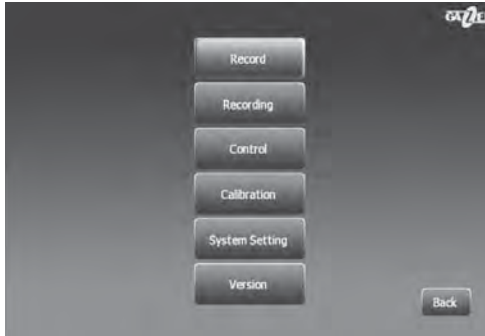 Record
Recording
Control
Calibration
System Setting
Version
Back